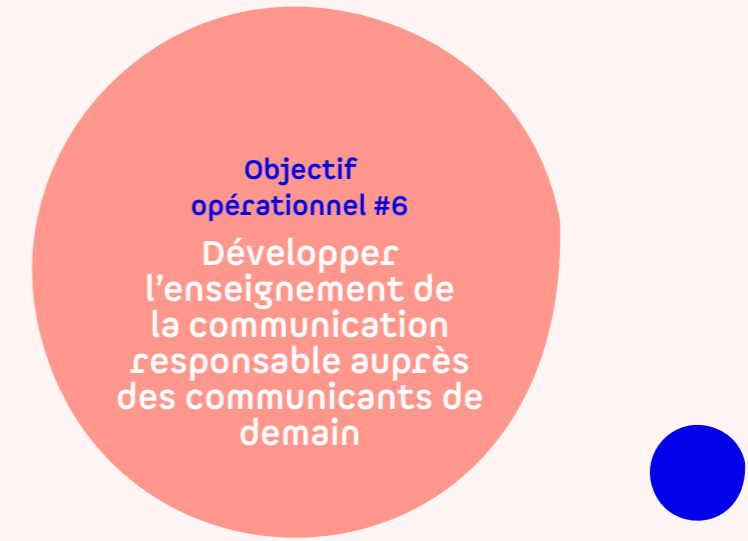 Objectif
opérationnel #6
Développer
l’enseignement de
la communication
responsable auprès
des communicants de
demain